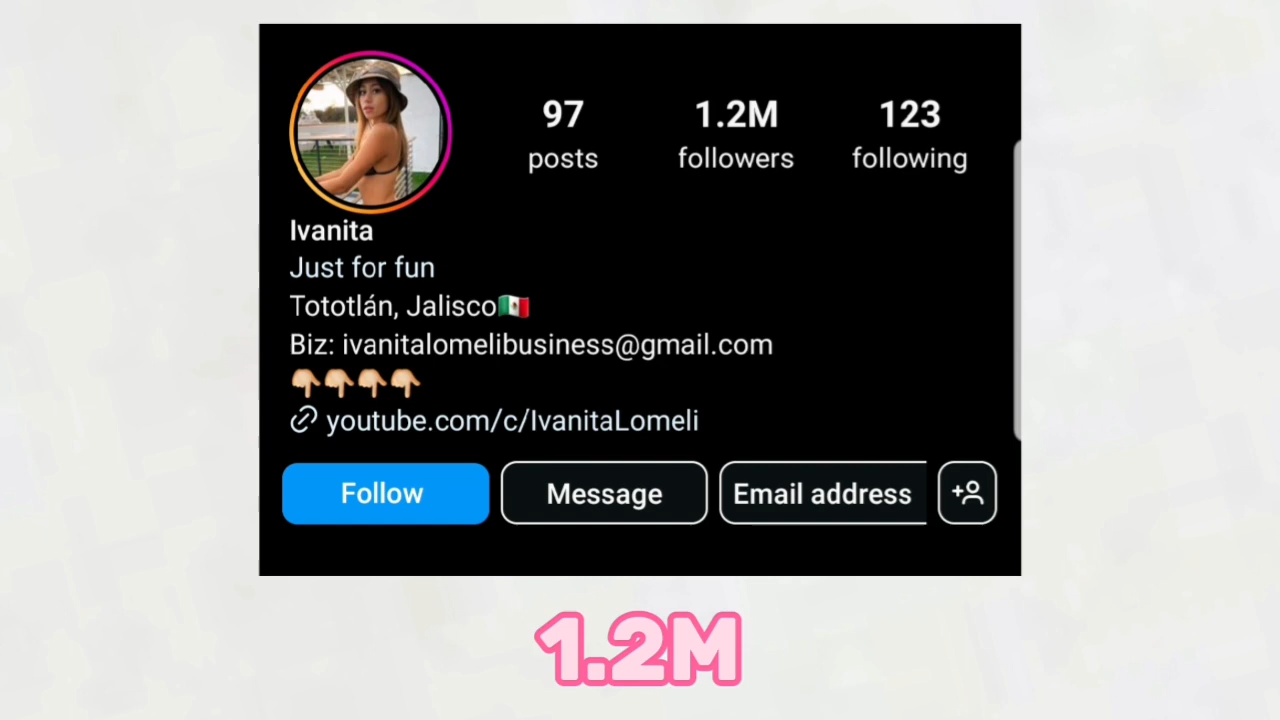 97 1.2M 123
posts followers following
Ivanita
Just for fun
Tototlán, Jalisco🇲🇽
Biz: ivanitalomelibusiness@gmail.com
👇🏼👇🏼👇🏼👇🏼
youtube.com/c/IvanitaLomeli
Follow Message Email address
1.2M